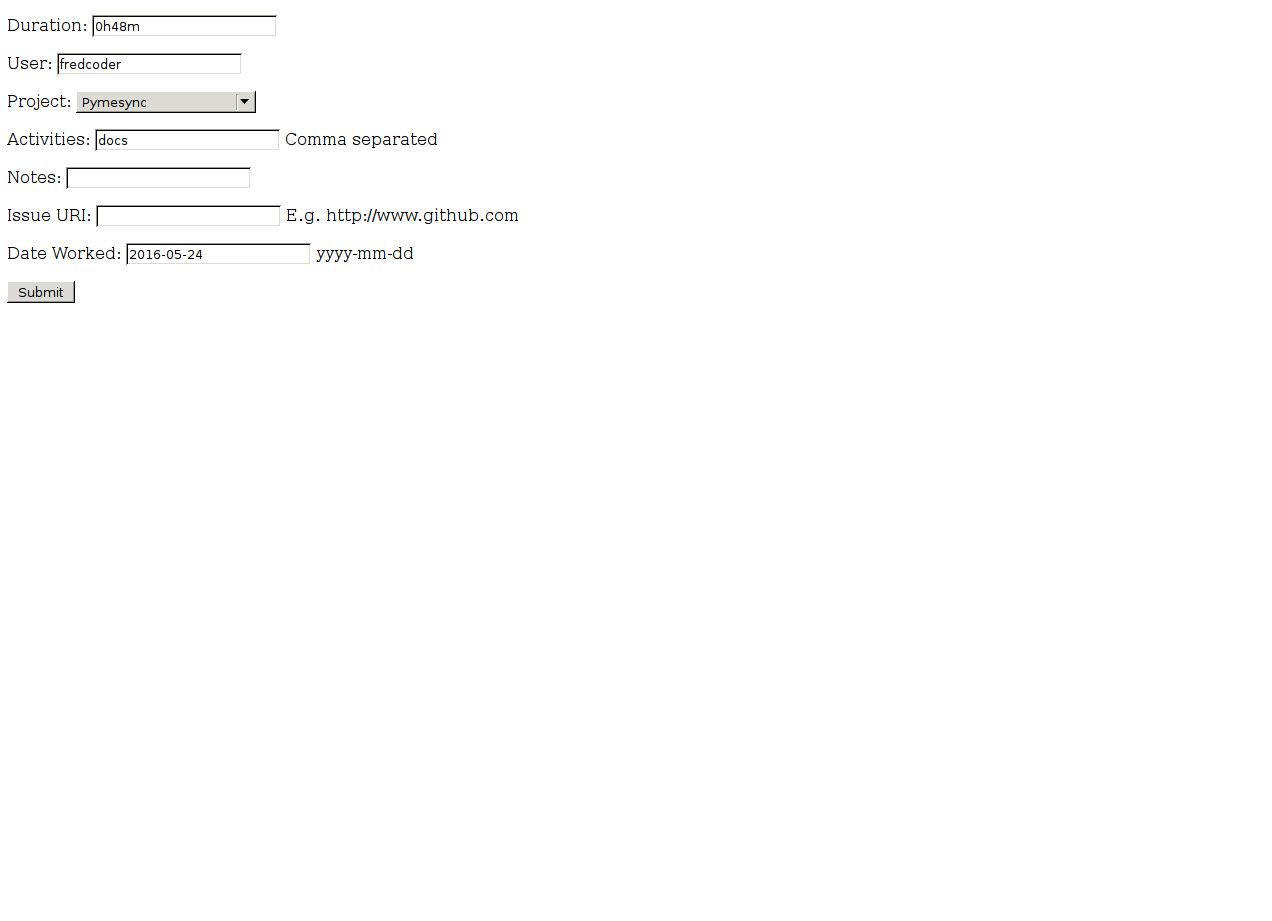 Duration: 0h48m
User: fredcoder
Project: Pymesync
Activities: docs Comma separated
Notes:
Issue URI: E.g. http://www.github.com
Date Worked: 2016-05-24 yyyy-mm-dd
Submit